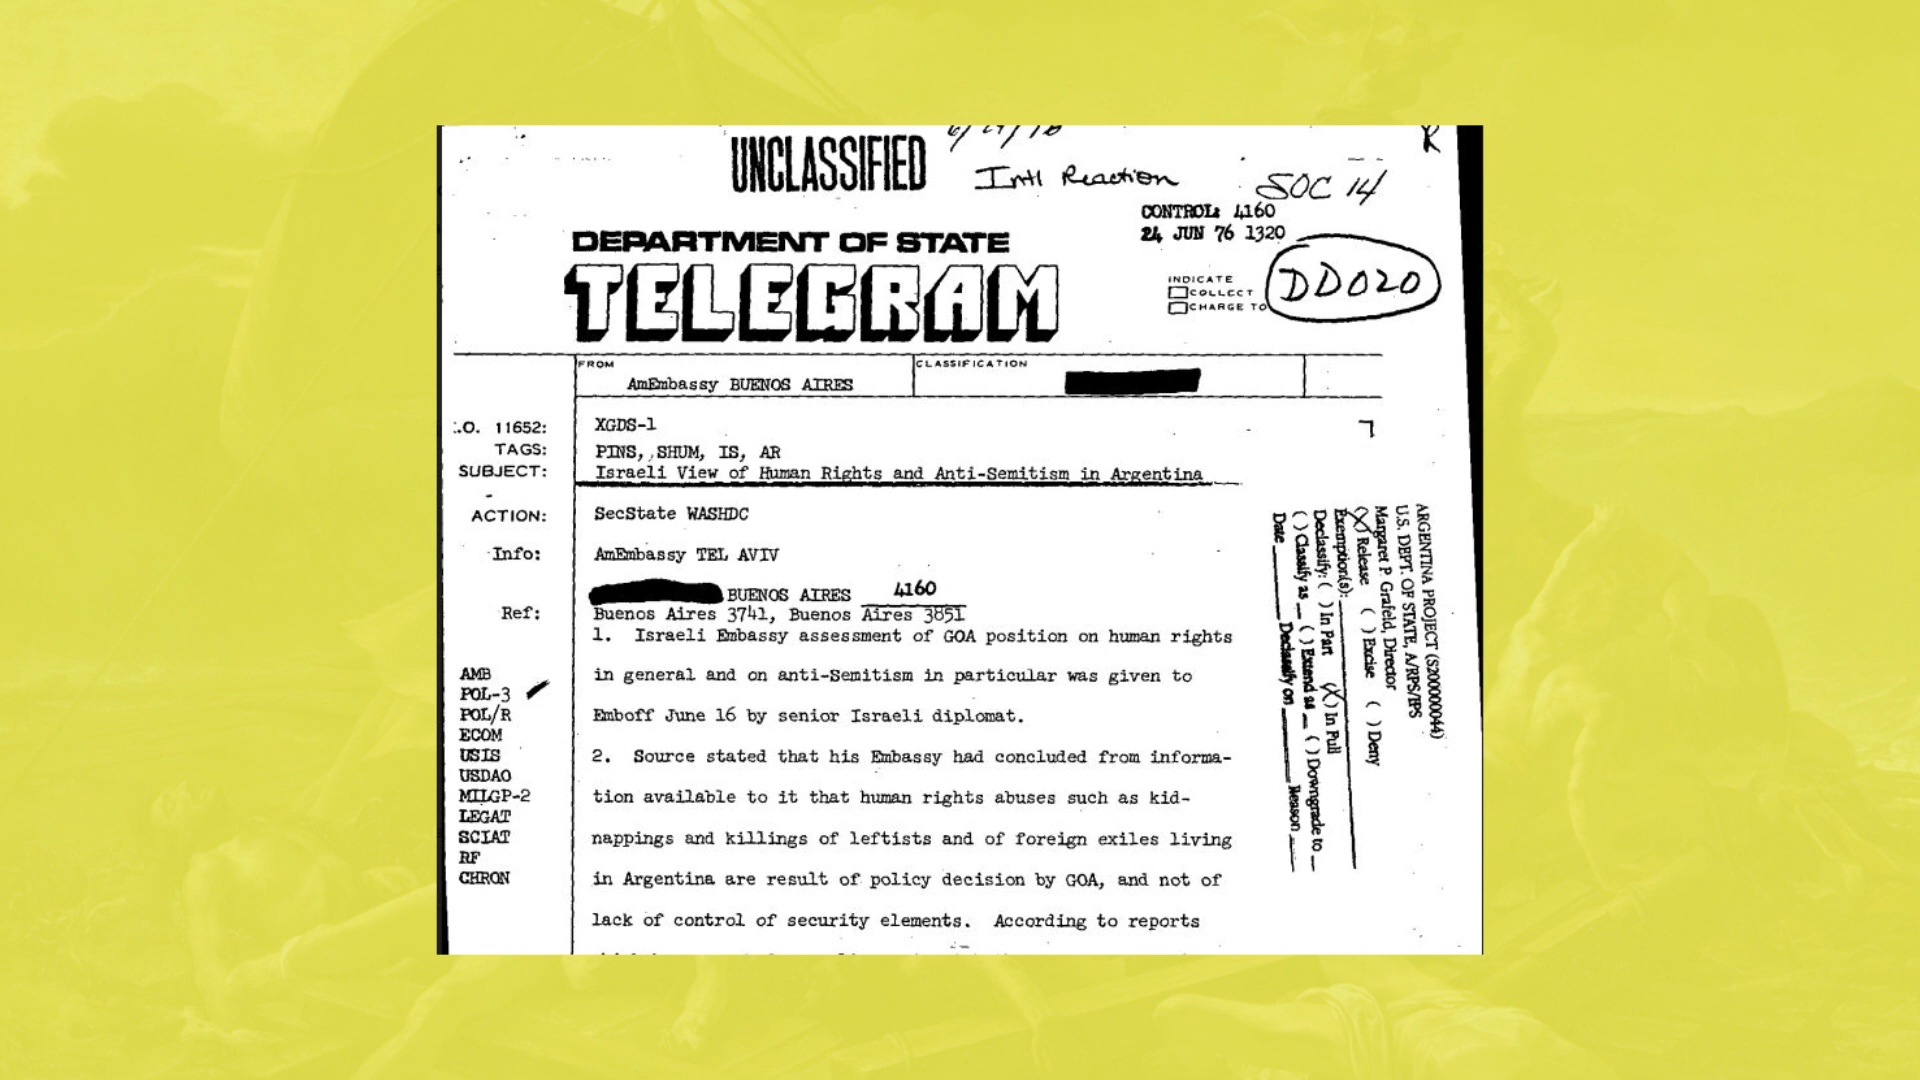 UNCLASSIFIED
Intl Reaction
SOC 14
K
CONTROL: 4160
24 JUN 76 1320
DEPARTMENT OF STATE
TELEGRAM
INDICATE
COLLECT
CHARGE TO
DD020
FROM
AmEmbassy BUENOS AIRES
CLASSIFICATION
.O. 11652: XGDS-1
TAGS: PINS, SHUM, IS, AR
SUBJECT: Israeli View of Human Rights and Anti-Semitism in Argentina
ACTION: SecState WASHDC
Info: AmEmbassy TEL AVIV
BUENOS AIRES 4160
Ref: Buenos Aires 3741, Buenos Aires 3851
1. Israeli Embassy assessment of GOA position on human rights
in general and on anti-Semitism in particular was given to
Emboff June 16 by senior Israeli diplomat.
2. Source stated that his Embassy had concluded from informa-
tion available to it that human rights abuses such as kid-
nappings and killings of leftists and of foreign exiles living
in Argentina are result of policy decision by GOA, and not of
lack of control of security elements. According to reports
AMB
POL-3
POL/R
ECOM
USIS
USDAO
MILGP-2
LEGAT
SCIAT
RF
CHRON
ARGENTINA PROJECT (S200000044)
U.S. DEPT. OF STATE, A/RPS/IPS
Margaret P. Grafeld, Director
(X) Release ( ) Excise ( ) Deny
Exemption(s):
Declassify: ( ) In Part (X) In Full
( ) Classify as ( ) Extend as ( ) Downgrade to
Date Declassify on Reason